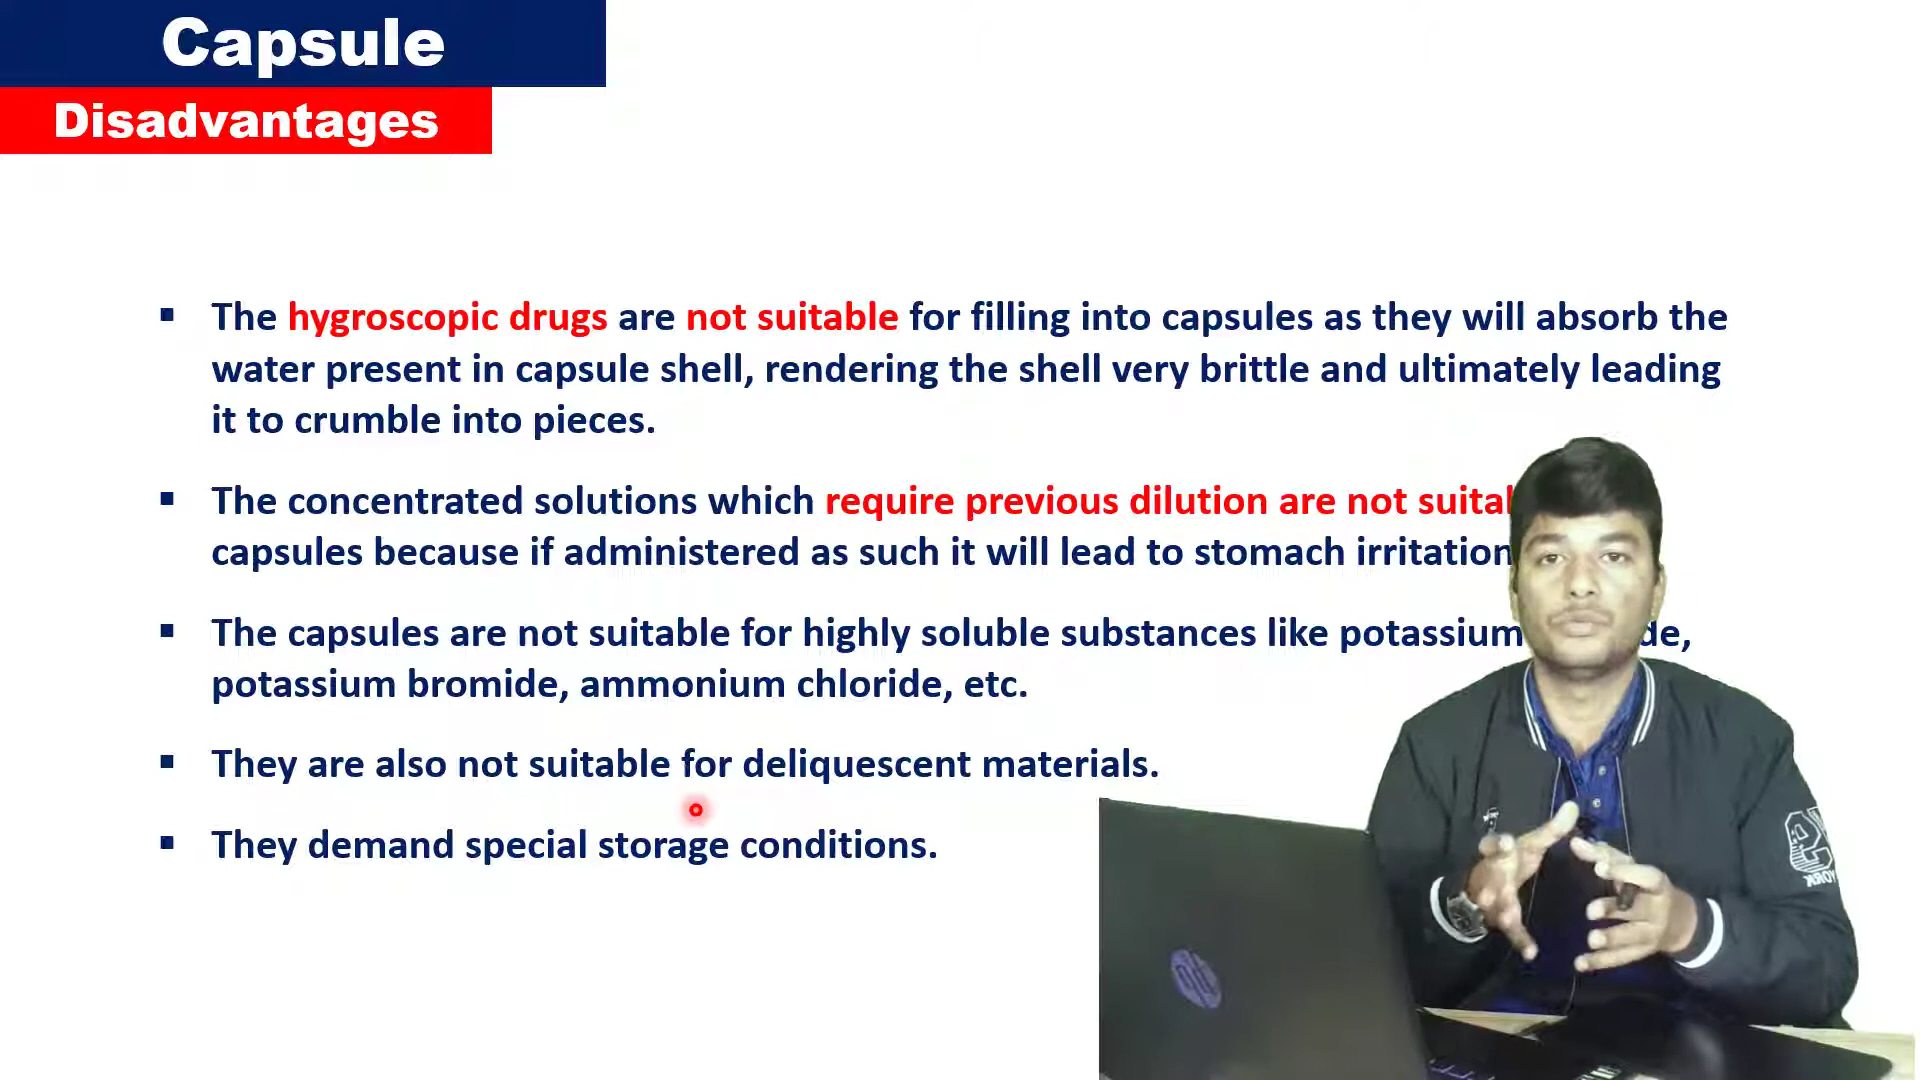 Capsule
Disadvantages
▪ The hygroscopic drugs are not suitable for filling into capsules as they will absorb the
water present in capsule shell, rendering the shell very brittle and ultimately leading
it to crumble into pieces.
▪ The concentrated solutions which require previous dilution are not
capsules because if administered as such it will lead to stomach irritation
▪ The capsules are not suitable for highly soluble substances like potassium
potassium bromide, ammonium chloride, etc.
▪ They are also not suitable for deliquescent materials.
▪ They demand special storage conditions.
hp
YORK